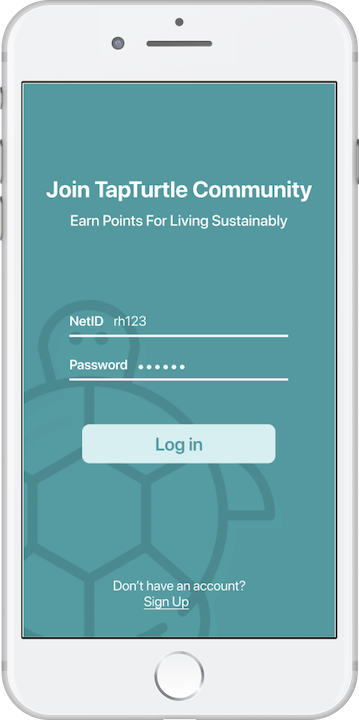 Join TapTurtle Community
Earn Points For Living Sustainably
NetID rh123
Password ••••••
Log in
Don't have an account?
Sign Up